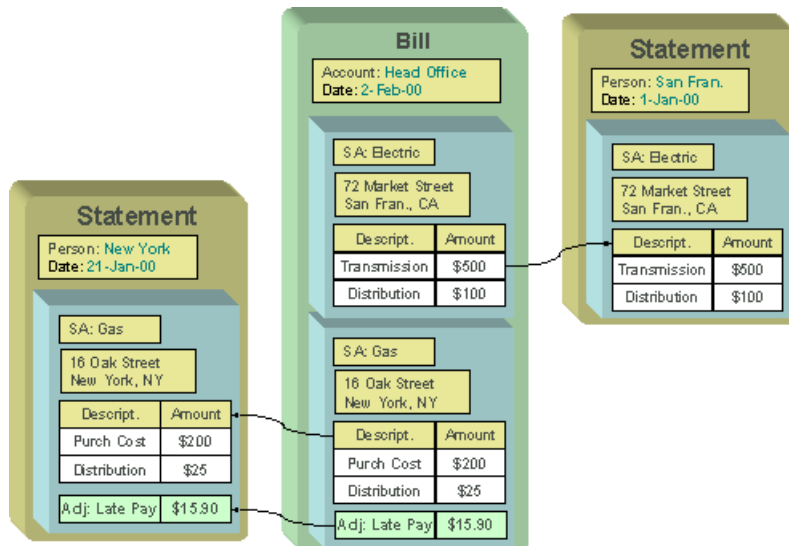 Statement
Person: New York
Date: 21-Jan-00
SA: Gas
16 Oak Street
New York, NY
Descript. Amount
Purch Cost $200
Distribution $25
Adj: Late Pay $15.90
Bill
Account: Head Office
Date: 2-Feb-00
SA: Electric
72 Market Street
San Fran., CA
Descript. Amount
Transmission $500
Distribution $100
SA: Gas
16 Oak Street
New York, NY
Descript. Amount
Purch Cost $200
Distribution $25
Adj: Late Pay $15.90
Statement
Person: San Fran.
Date: 1-Jan-00
SA: Electric
72 Market Street
San Fran., CA
Descript. Amount
Transmission $500
Distribution $100